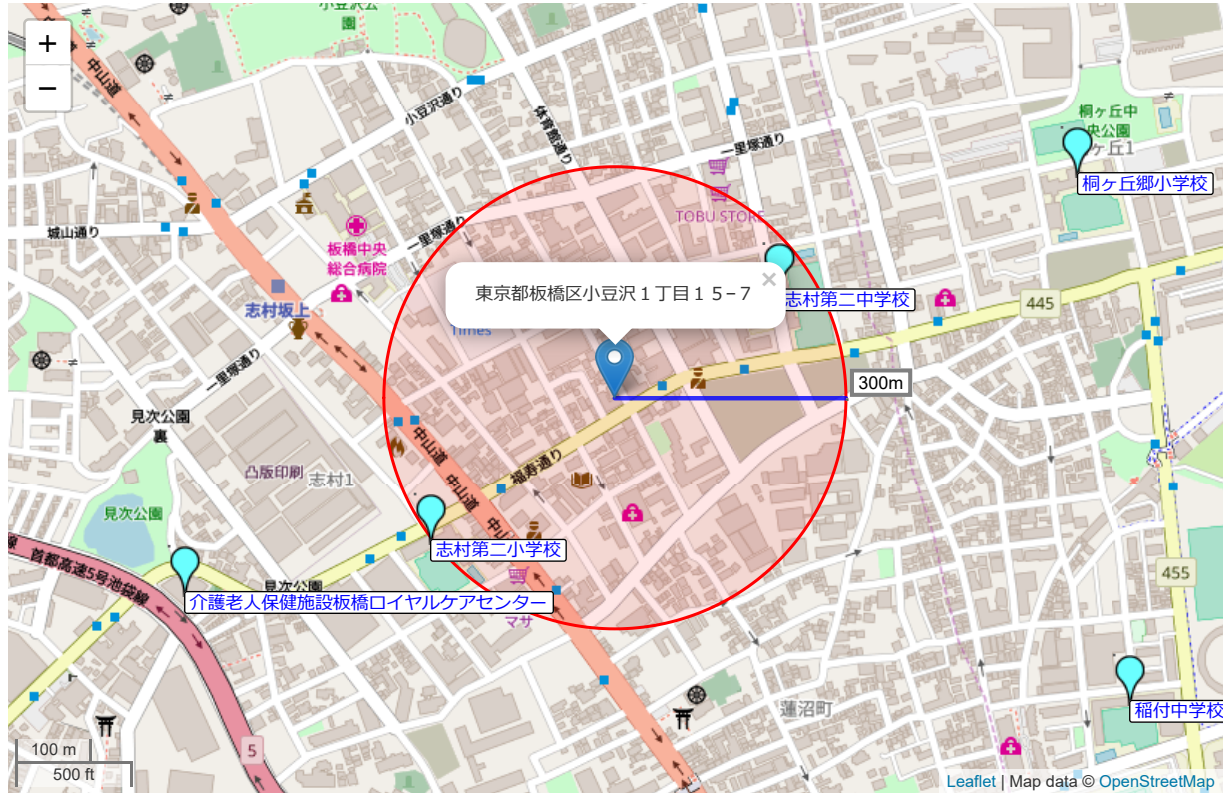 +
−
小豆沢公
園
中山道
小豆沢通り
体育館通り
一里塚通り
桐ヶ丘中
央公園
ヶ丘1
桐ヶ丘郷小学校
TOBU STORE
城山通り
一里塚通り
板橋中央
総合病院
東京都板橋区小豆沢１丁目１５−７
×
志村第二中学校
445
志村坂上
Times
一里塚通り
300m
見次公園
裏
中山道
凸版印刷
志村1
福寿通り
中山道
中山道
見次公園
志村第二小学校
首都高速5号池袋線
見次公園
介護老人保健施設板橋ロイヤルケアセンター
マサ
455
稲付中学校
蓮沼町
5
100 m
500 ft
Leaflet | Map data © OpenStreetMap